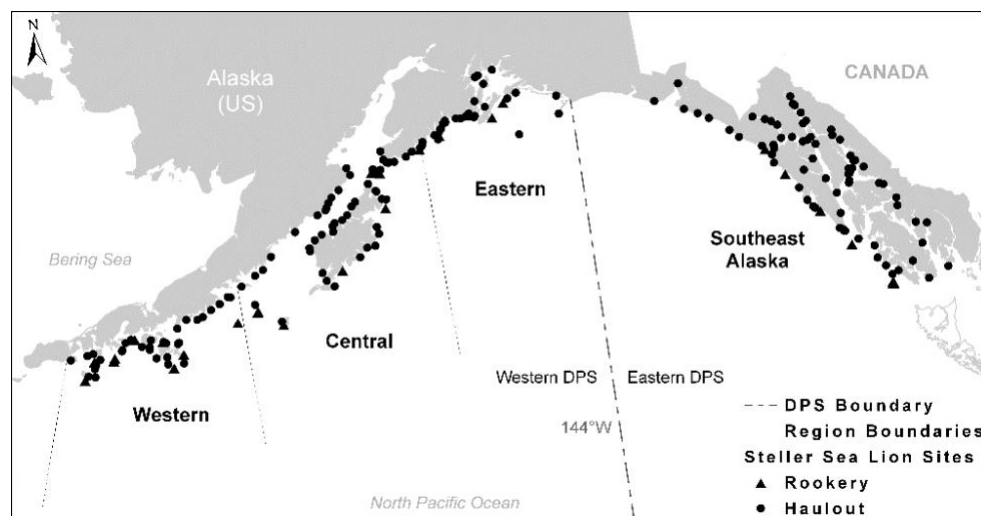 N
Alaska
(US)
CANADA
Eastern
Bering Sea
Southeast
Alaska
Central
Western DPS
Eastern DPS
Western
144°W
DPS Boundary
Region Boundaries
Steller Sea Lion Sites
Rookery
Haulout
North Pacific Ocean